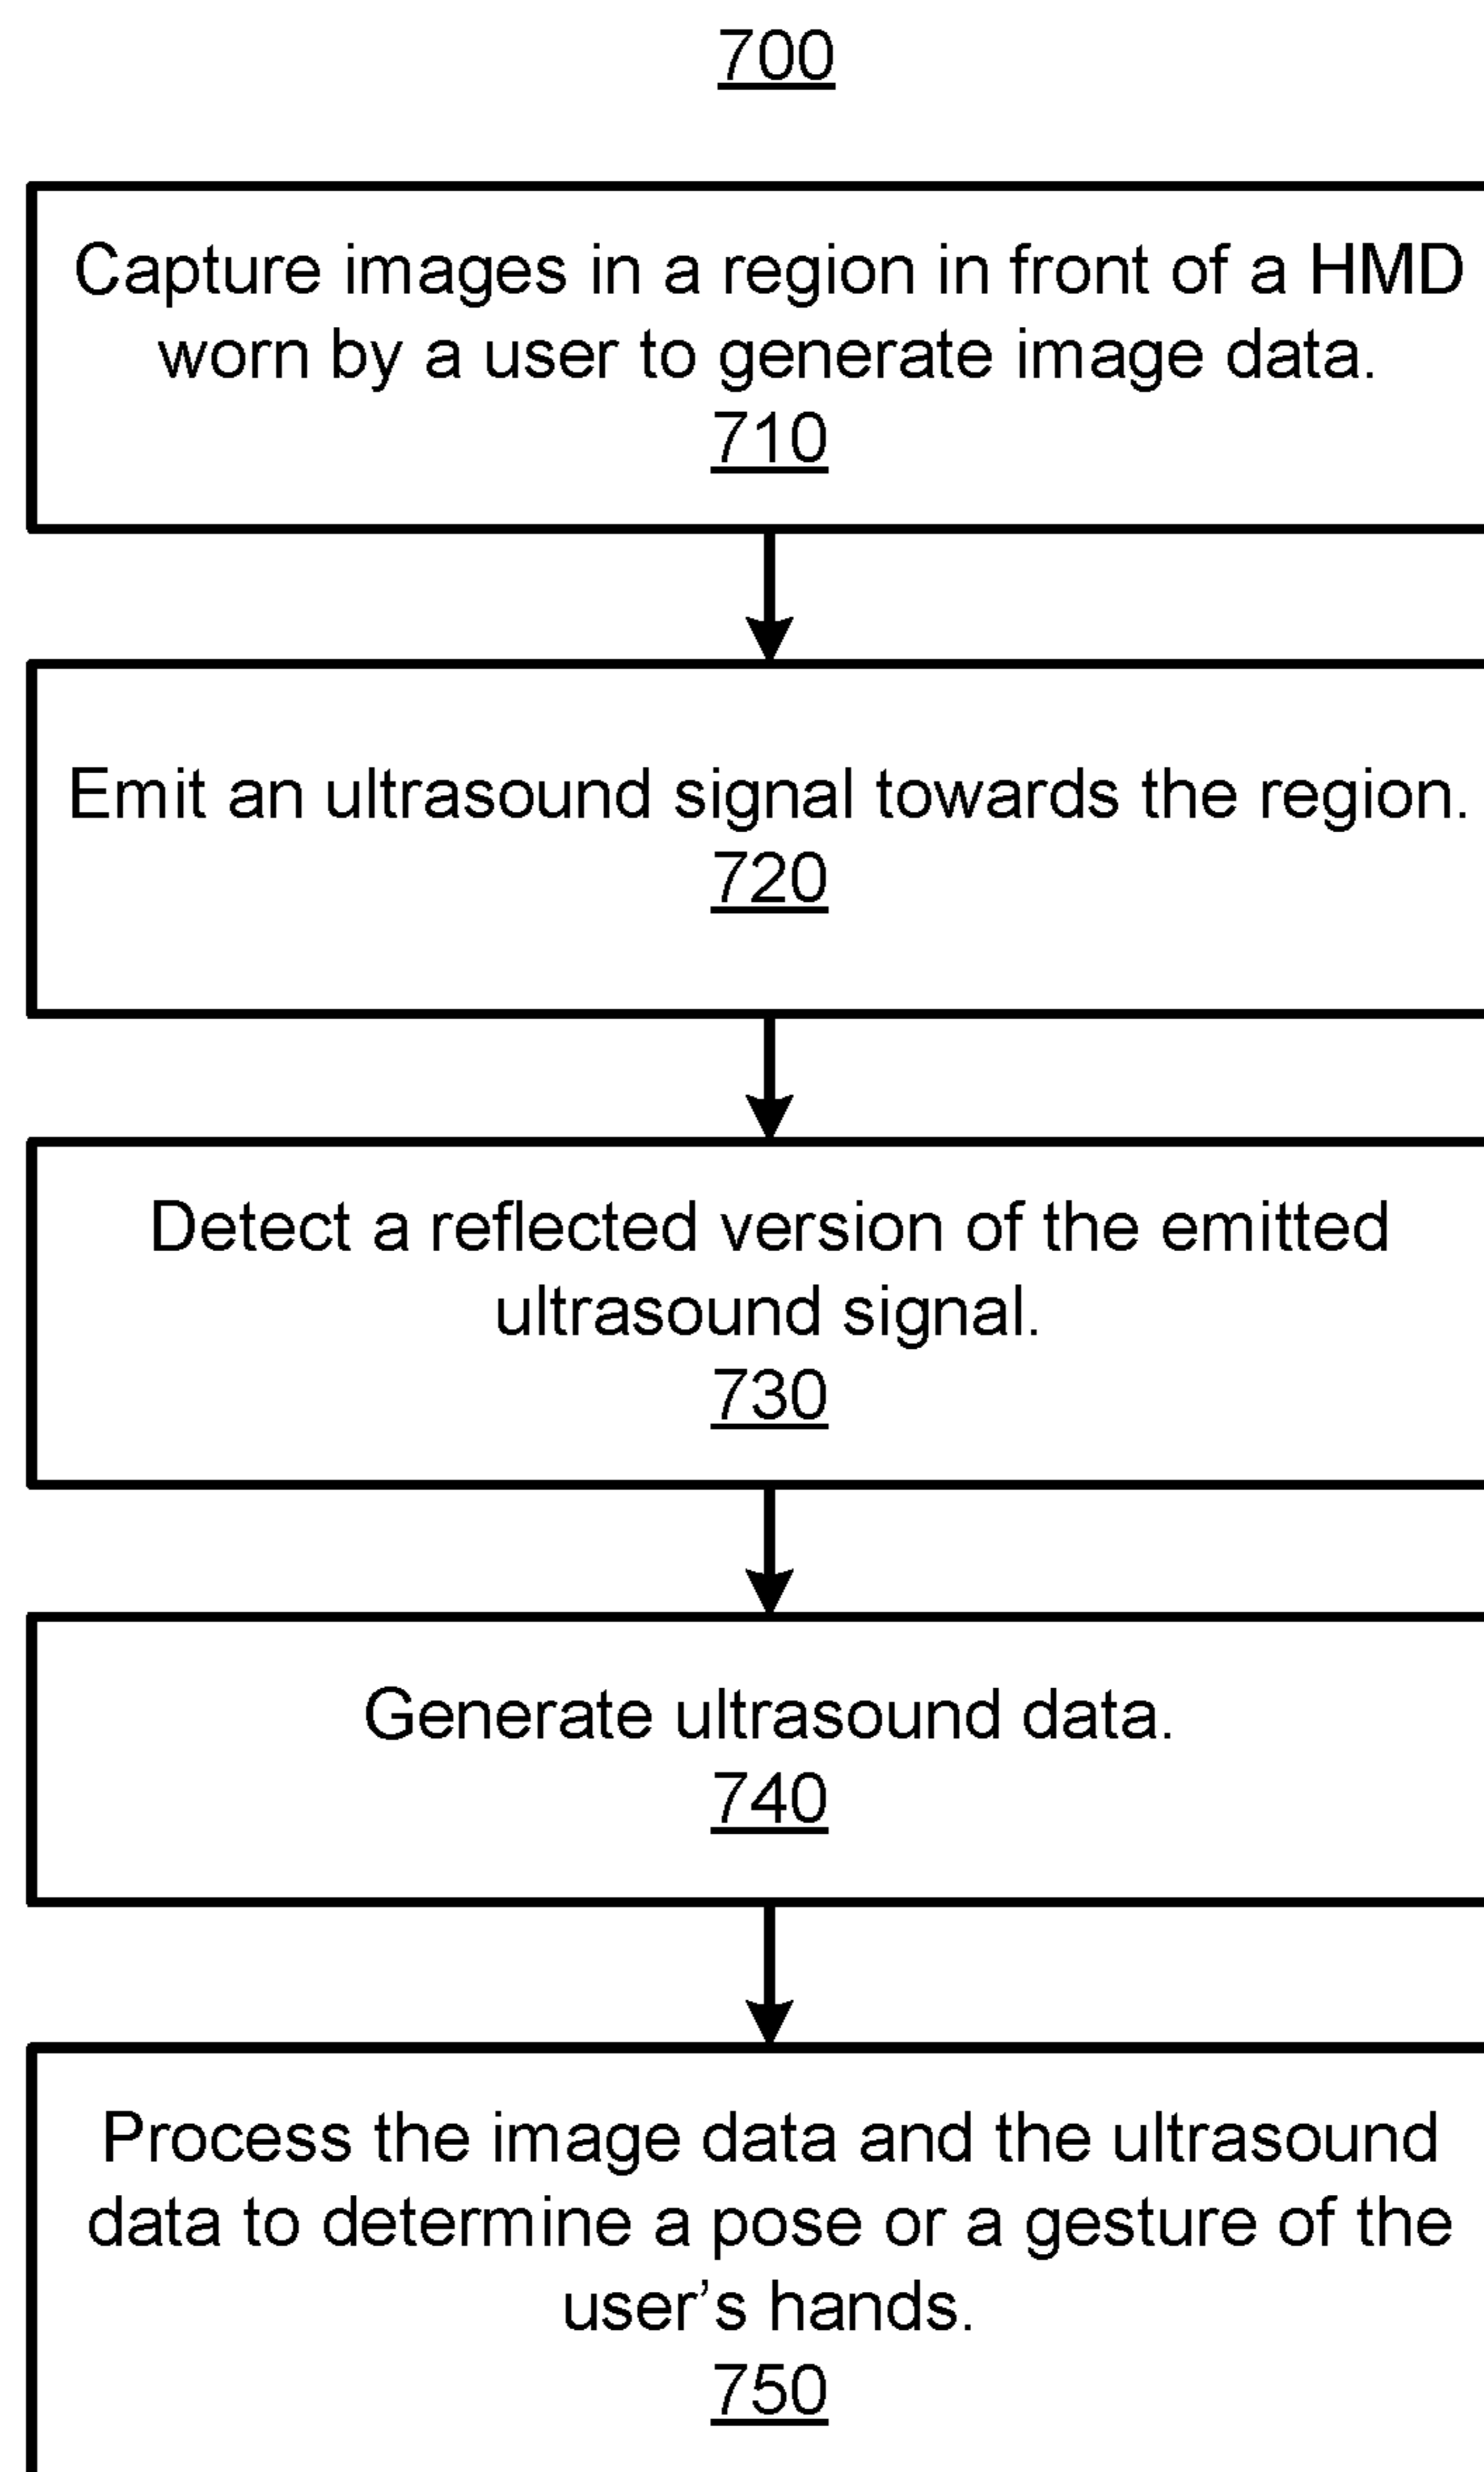 700
Capture images in a region in front of a HMD
worn by a user to generate image data.
710
Emit an ultrasound signal towards the region.
720
Detect a reflected version of the emitted
ultrasound signal.
730
Generate ultrasound data.
740
Process the image data and the ultrasound
data to determine a pose or a gesture of the
user’s hands.
750